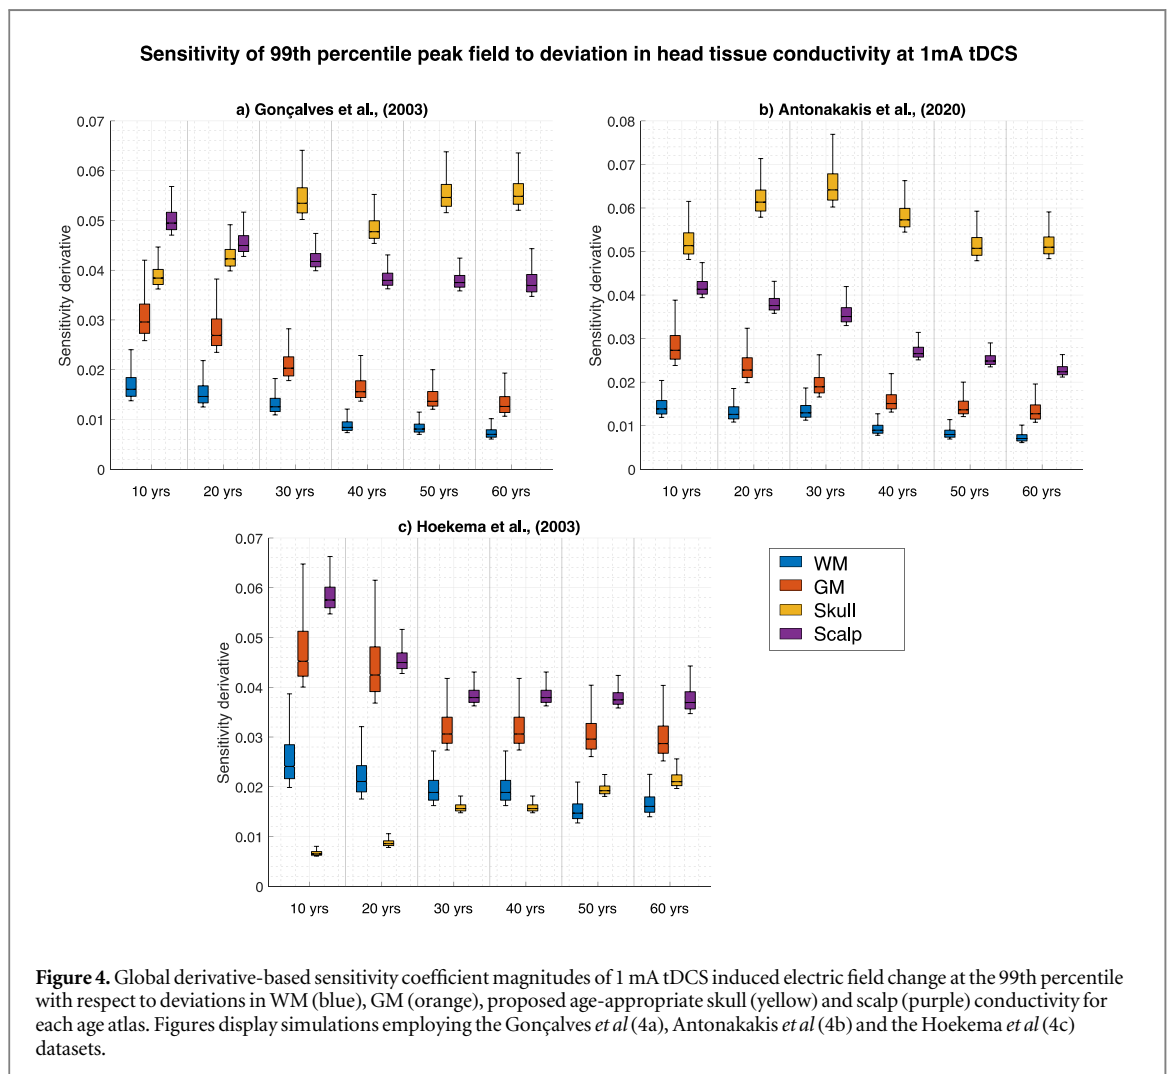 Sensitivity of 99th percentile peak field to deviation in head tissue conductivity at 1mA tDCS
a) Gonçalves et al., (2003)
Sensitivity derivative
0.07
0.06
0.05
0.04
0.03
0.02
0.01
0
10 yrs 20 yrs 30 yrs 40 yrs 50 yrs 60 yrs
b) Antonakakis et al., (2020)
Sensitivity derivative
0.08
0.07
0.06
0.05
0.04
0.03
0.02
0.01
0
10 yrs 20 yrs 30 yrs 40 yrs 50 yrs 60 yrs
c) Hoekema et al., (2003)
Sensitivity derivative
0.07
0.06
0.05
0.04
0.03
0.02
0.01
0
10 yrs 20 yrs 30 yrs 40 yrs 50 yrs 60 yrs
WM
GM
Skull
Scalp
Figure 4. Global derivative-based sensitivity coefficient magnitudes of 1 mA tDCS induced electric field change at the 99th percentile
with respect to deviations in WM (blue), GM (orange), proposed age-appropriate skull (yellow) and scalp (purple) conductivity for
each age atlas. Figures display simulations employing the Gonçalves et al (4a), Antonakakis et al (4b) and the Hoekema et al (4c)
datasets.